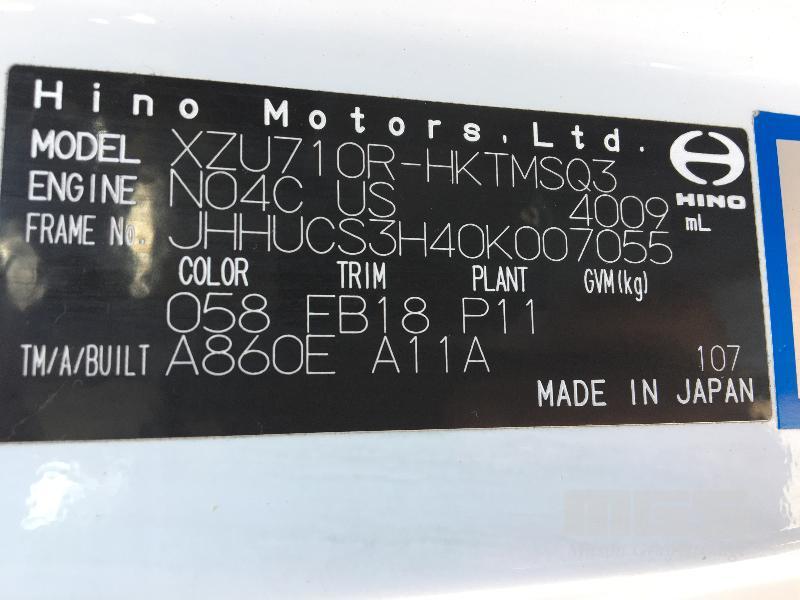 Hino Motors,Ltd.
HINO
MODEL XZU710R-HKTMSQ3
ENGINE N04C US 4009 mL
FRAME No. JHHUCS3H40K007055
COLOR TRIM PLANT GVM(kg)
058 FB18 P11
TM/A/BUILT A860E A11A 107
MADE IN JAPAN
MGS